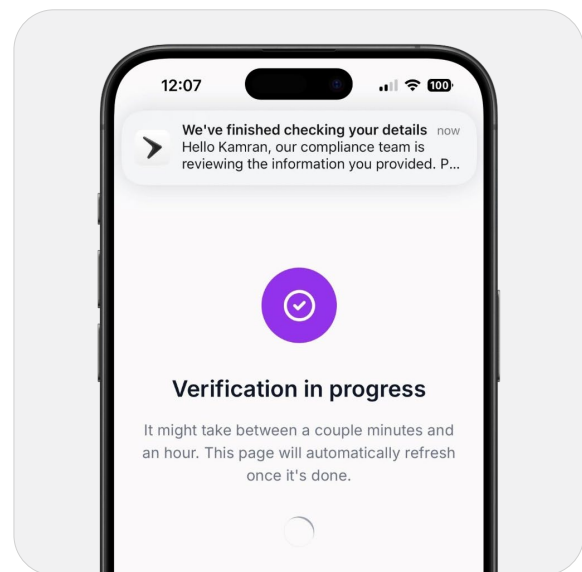 12:07
100
We've finished checking your details now
Hello Kamran, our compliance team is
reviewing the information you provided. P...
Verification in progress
It might take between a couple minutes and
an hour. This page will automatically refresh
once it's done.